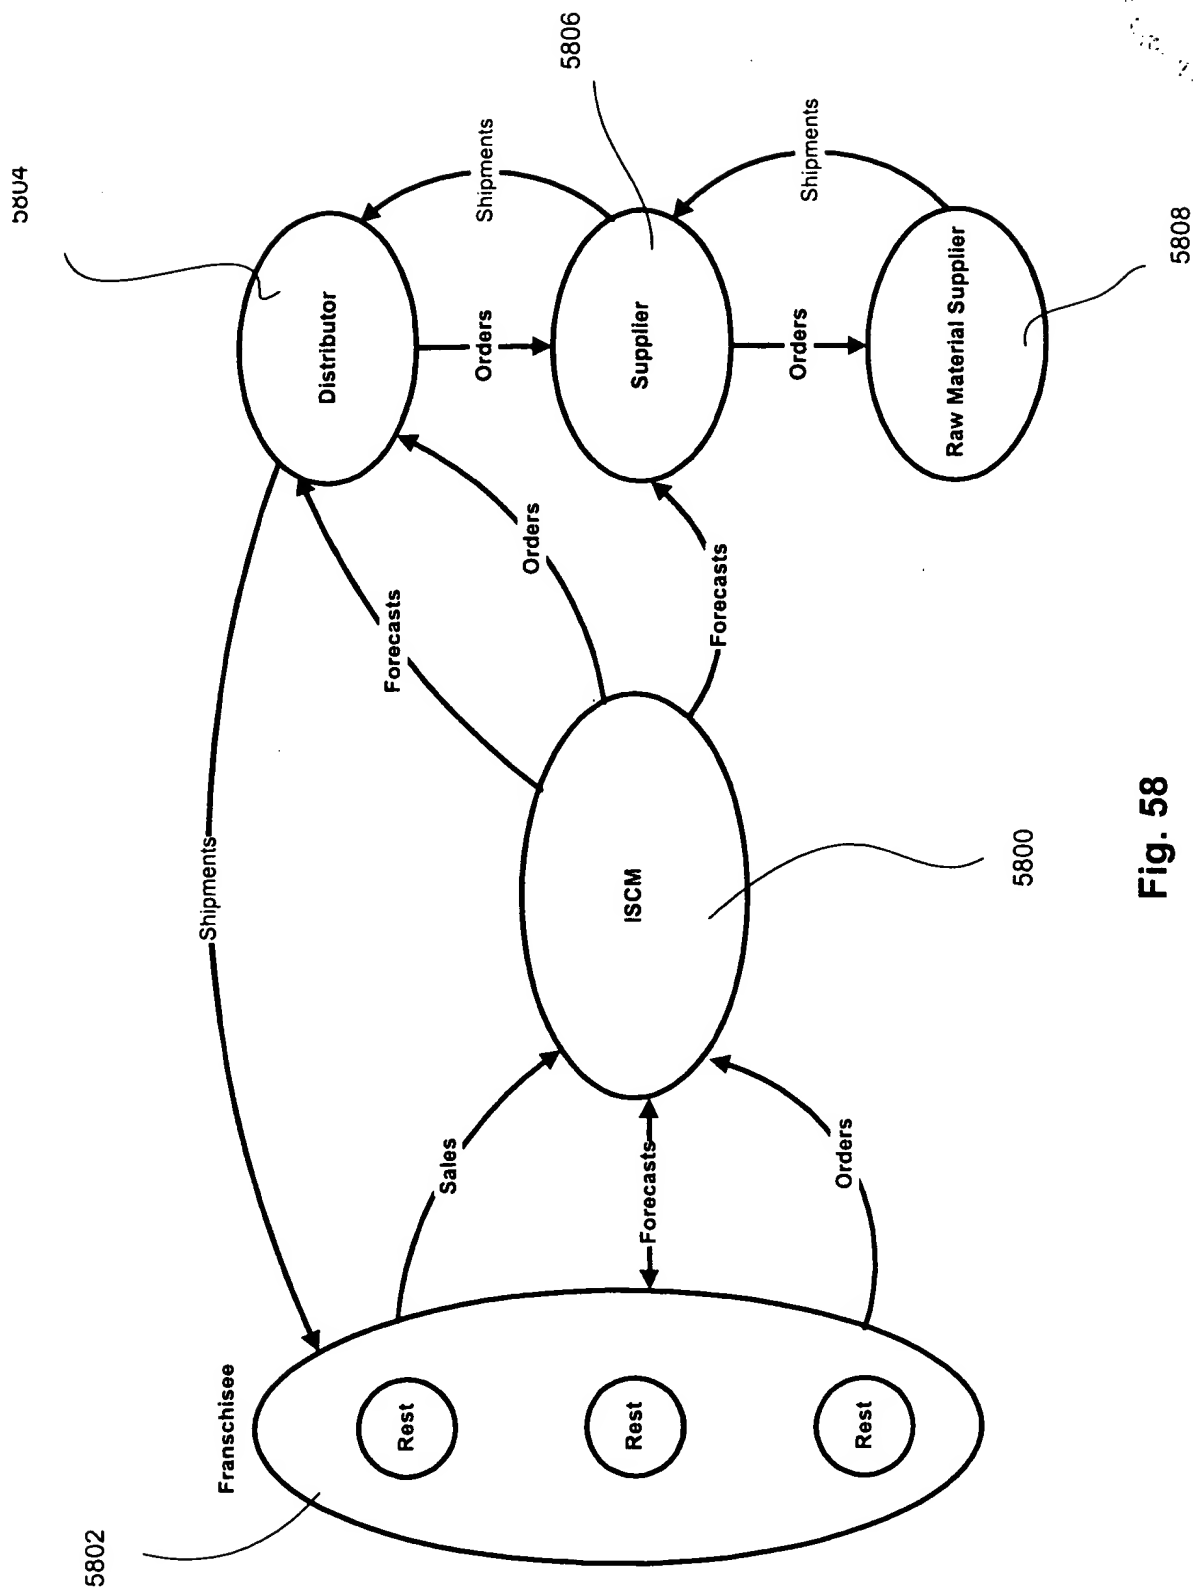 5804
5802
Shipments
Franschisee
Distributor
Forecasts
Rest
Sales
Orders
Shipments
Orders
5806
Rest
ISCM
Supplier
Forecasts
Forecasts
Orders
Shipments
Orders
Rest
Raw Material Supplier
5800
5808
Fig. 58